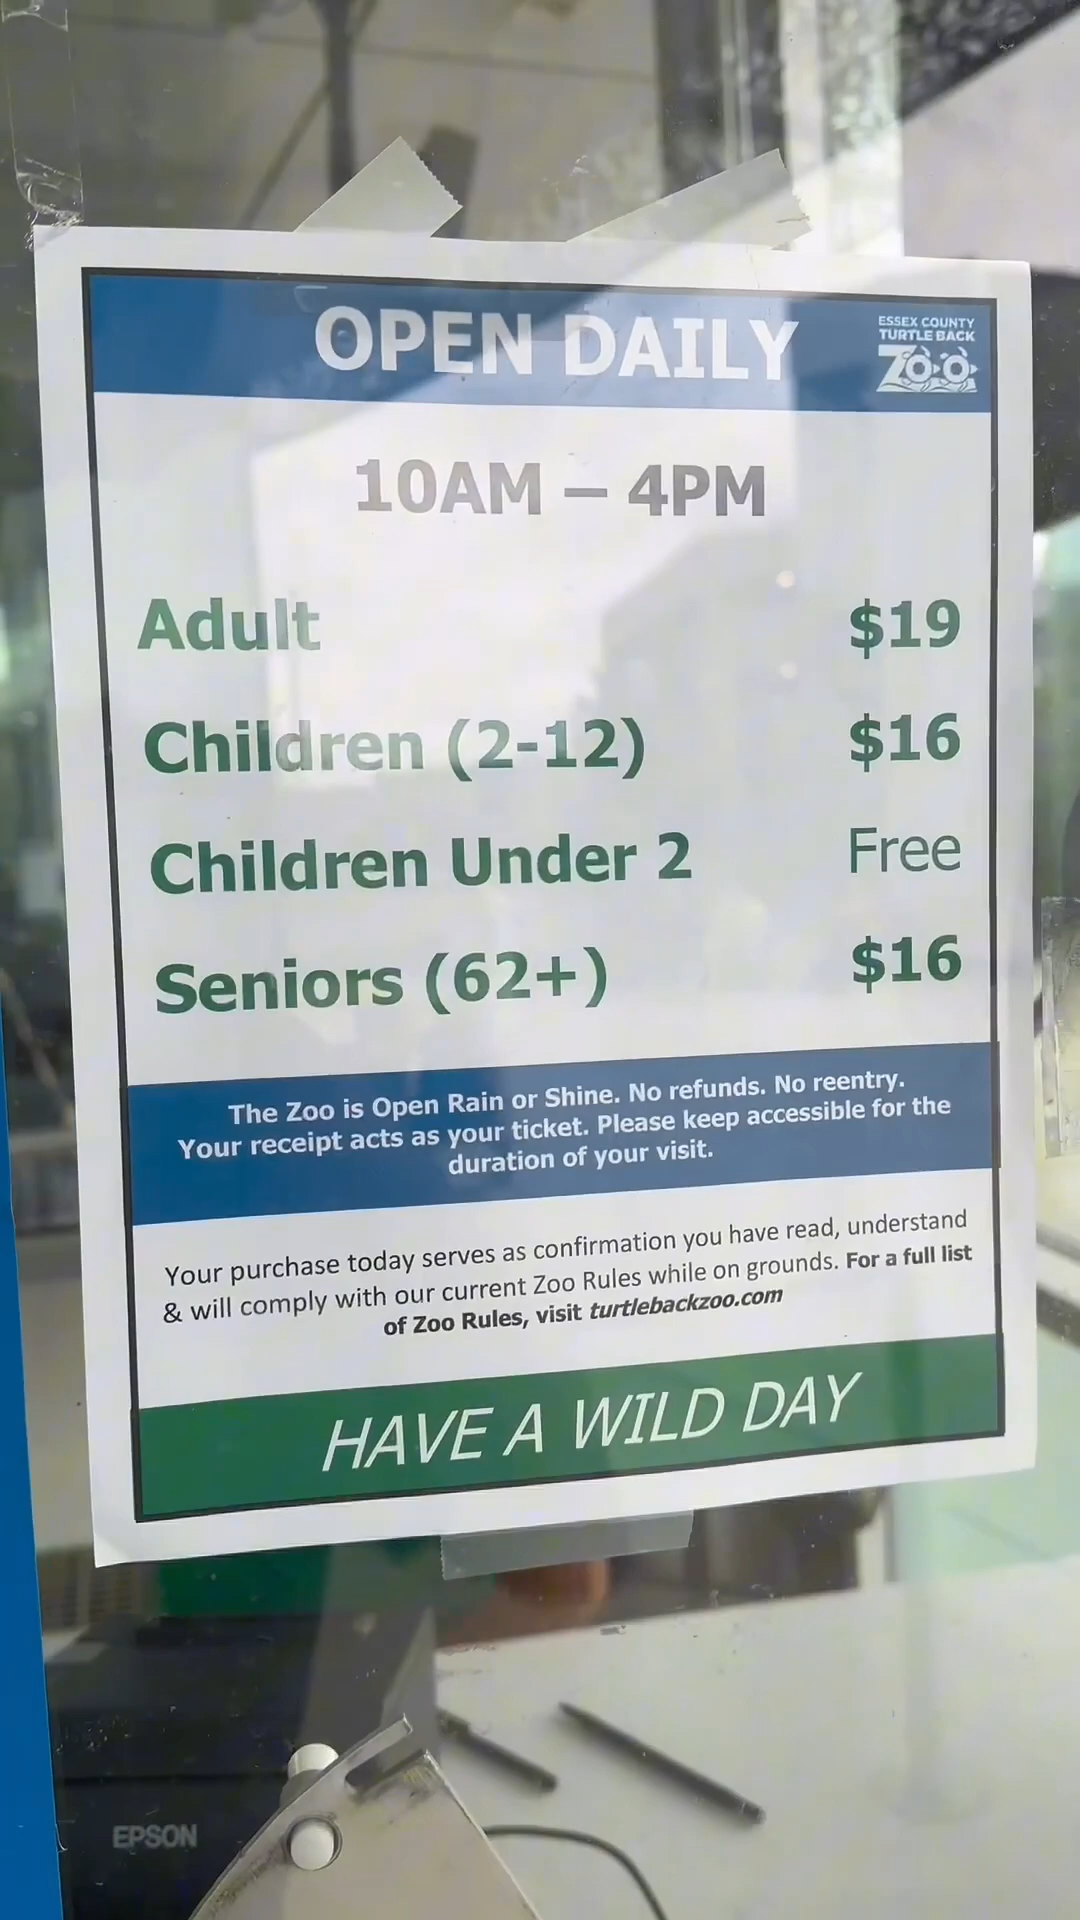 OPEN DAILY
ESSEX COUNTY
TURTLE BACK
ZOO
10AM – 4PM
Adult $19
Children (2-12) $16
Children Under 2 Free
Seniors (62+) $16
The Zoo is Open Rain or Shine. No refunds. No reentry.
Your receipt acts as your ticket. Please keep accessible for the
duration of your visit.
Your purchase today serves as confirmation you have read, understand
& will comply with our current Zoo Rules while on grounds. For a full list
of Zoo Rules, visit turtlebackzoo.com
HAVE A WILD DAY
EPSON